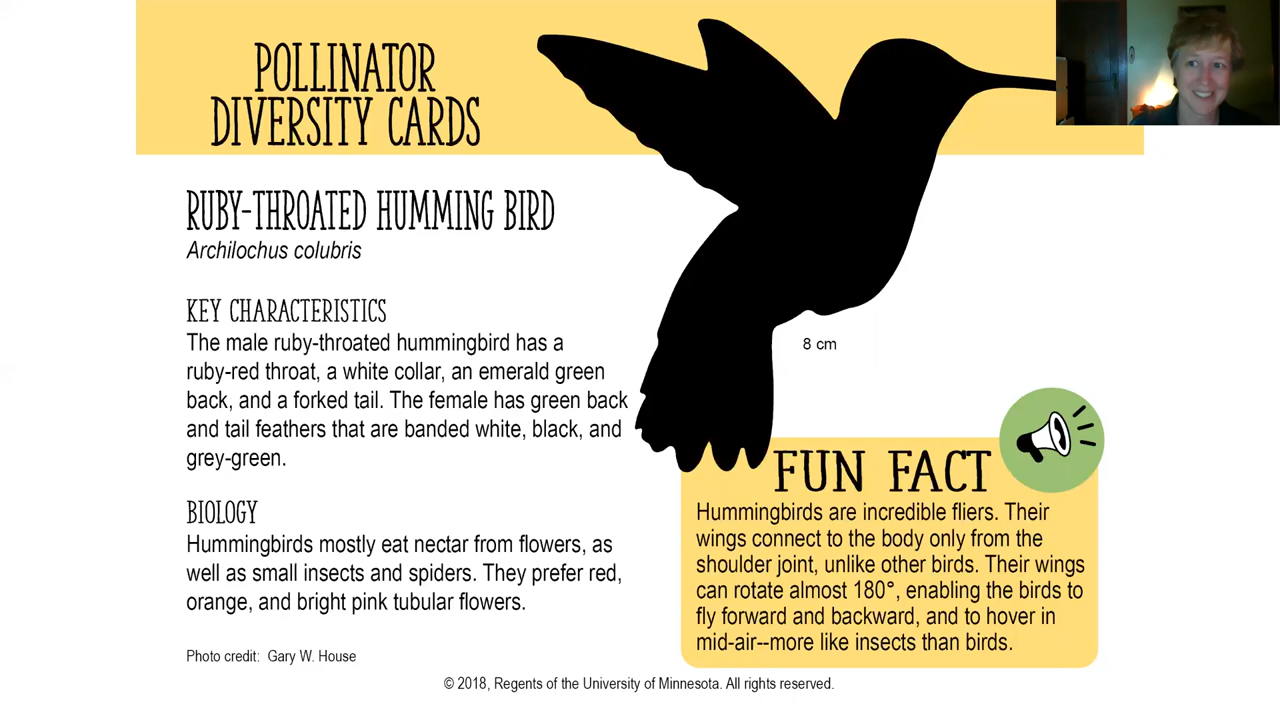 POLLINATOR
DIVERSITY CARDS
RUBY-THROATED HUMMING BIRD
Archilochus colubris
KEY CHARACTERISTICS
The male ruby-throated hummingbird has a
ruby-red throat, a white collar, an emerald green
back, and a forked tail. The female has green back
and tail feathers that are banded white, black, and
grey-green.
BIOLOGY
Hummingbirds mostly eat nectar from flowers, as
well as small insects and spiders. They prefer red,
orange, and bright pink tubular flowers.
Photo credit: Gary W. House
8 cm
FUN FACT
Hummingbirds are incredible fliers. Their
wings connect to the body only from the
shoulder joint, unlike other birds. Their wings
can rotate almost 180°, enabling the birds to
fly forward and backward, and to hover in
mid-air--more like insects than birds.
© 2018, Regents of the University of Minnesota. All rights reserved.